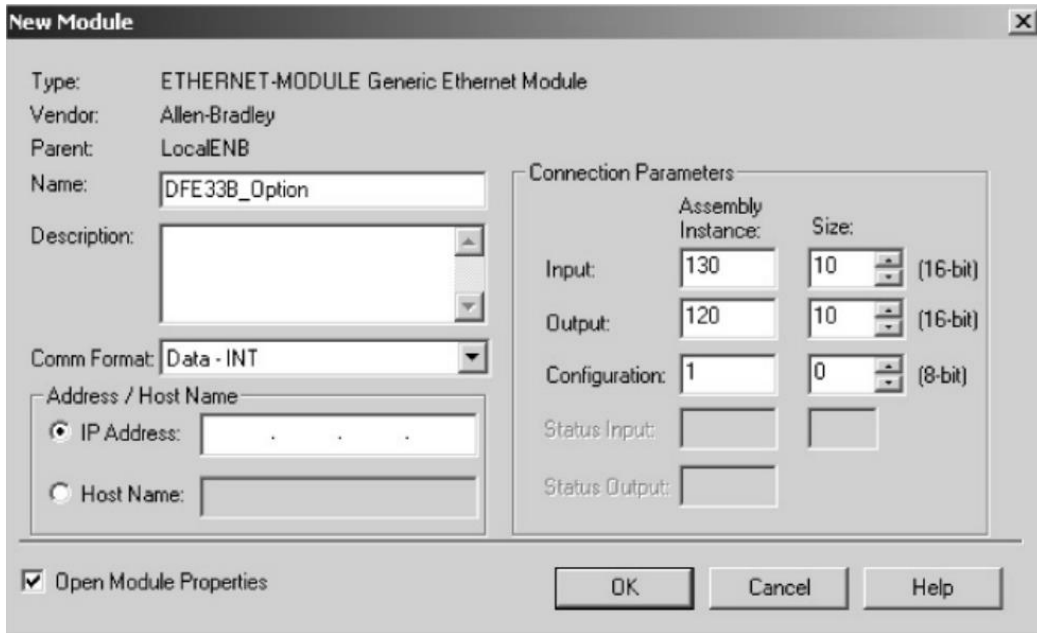 New Module
Type: ETHERNET-MODULE Generic Ethernet Module
Vendor: Allen-Bradley
Parent: LocalENB
Name: DFE33B_Option
Description:
Comm Format: Data - INT
Address / Host Name
IP Address: . . .
Host Name:
Connection Parameters
Assembly Instance: Size:
Input: 130 10 (16-bit)
Output: 120 10 (16-bit)
Configuration: 1 0 (8-bit)
Status Input:
Status Output:
Open Module Properties
OK Cancel Help